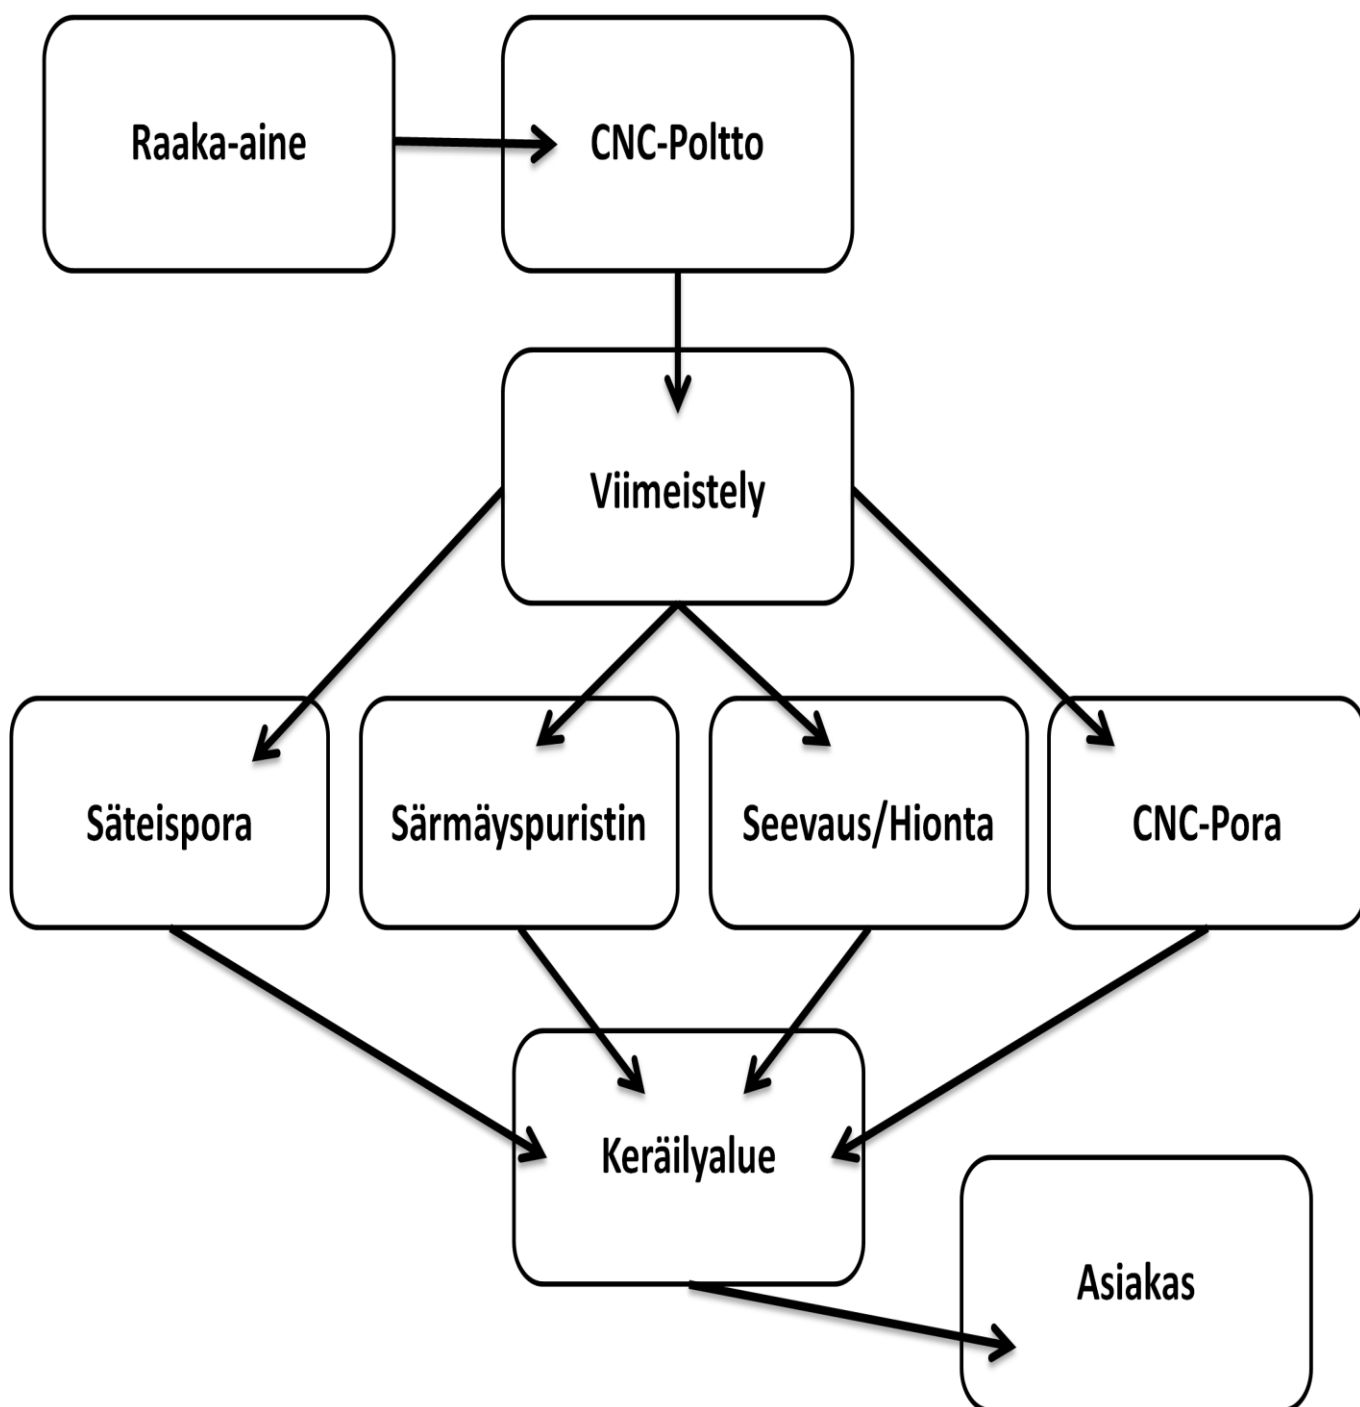 Raaka-aine
CNC-Poltto
Viimeistely
Säteispora
Särmäyspuristin
Seevaus/Hionta
CNC-Pora
Keräilyalue
Asiakas